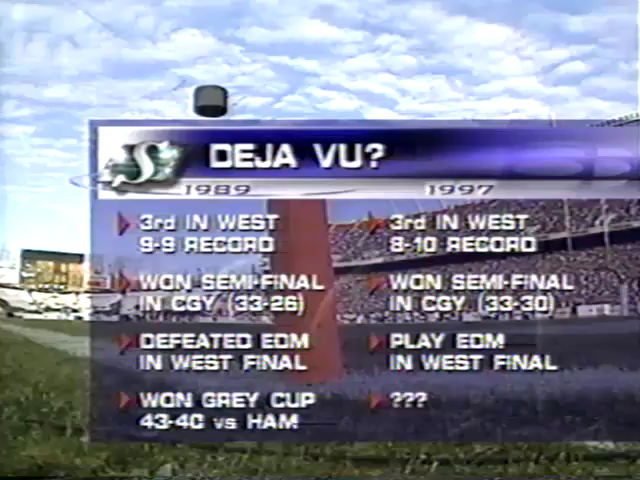 S
DEJA VU?
1989 1997
3rd IN WEST
9-9 RECORD
WON SEMI-FINAL
IN CGY (33-26)
DEFEATED EDM
IN WEST FINAL
WON GREY CUP
43-40 vs HAM
3rd IN WEST
8-10 RECORD
WON SEMI-FINAL
IN CGY (33-30)
PLAY EDM
IN WEST FINAL
???